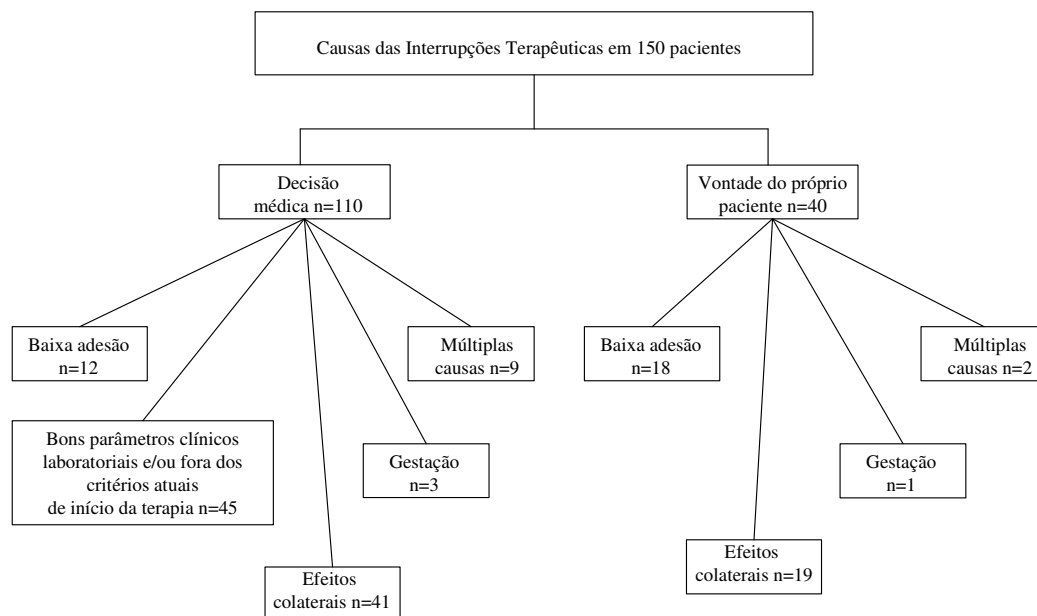 Causas das Interrupções Terapêuticas em 150 pacientes
Decisão
médica n=110
Vontade do próprio
paciente n=40
Baixa adesão
n=12
Múltiplas
causas n=9
Baixa adesão
n=18
Múltiplas
causas n=2
Bons parâmetros clínicos
laboratoriais e/ou fora dos
critérios atuais
de início da terapia n=45
Gestação
n=3
Gestação
n=1
Efeitos
colaterais n=41
Efeitos
colaterais n=19